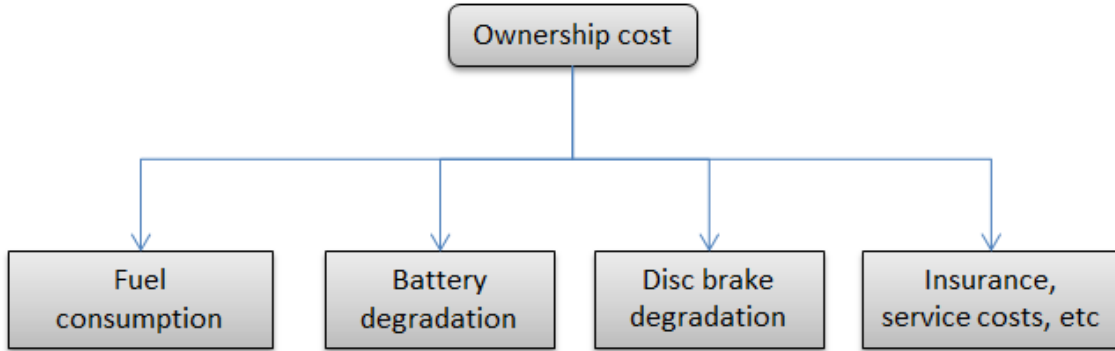 Ownership cost
Fuel
consumption
Battery
degradation
Disc brake
degradation
Insurance,
service costs, etc